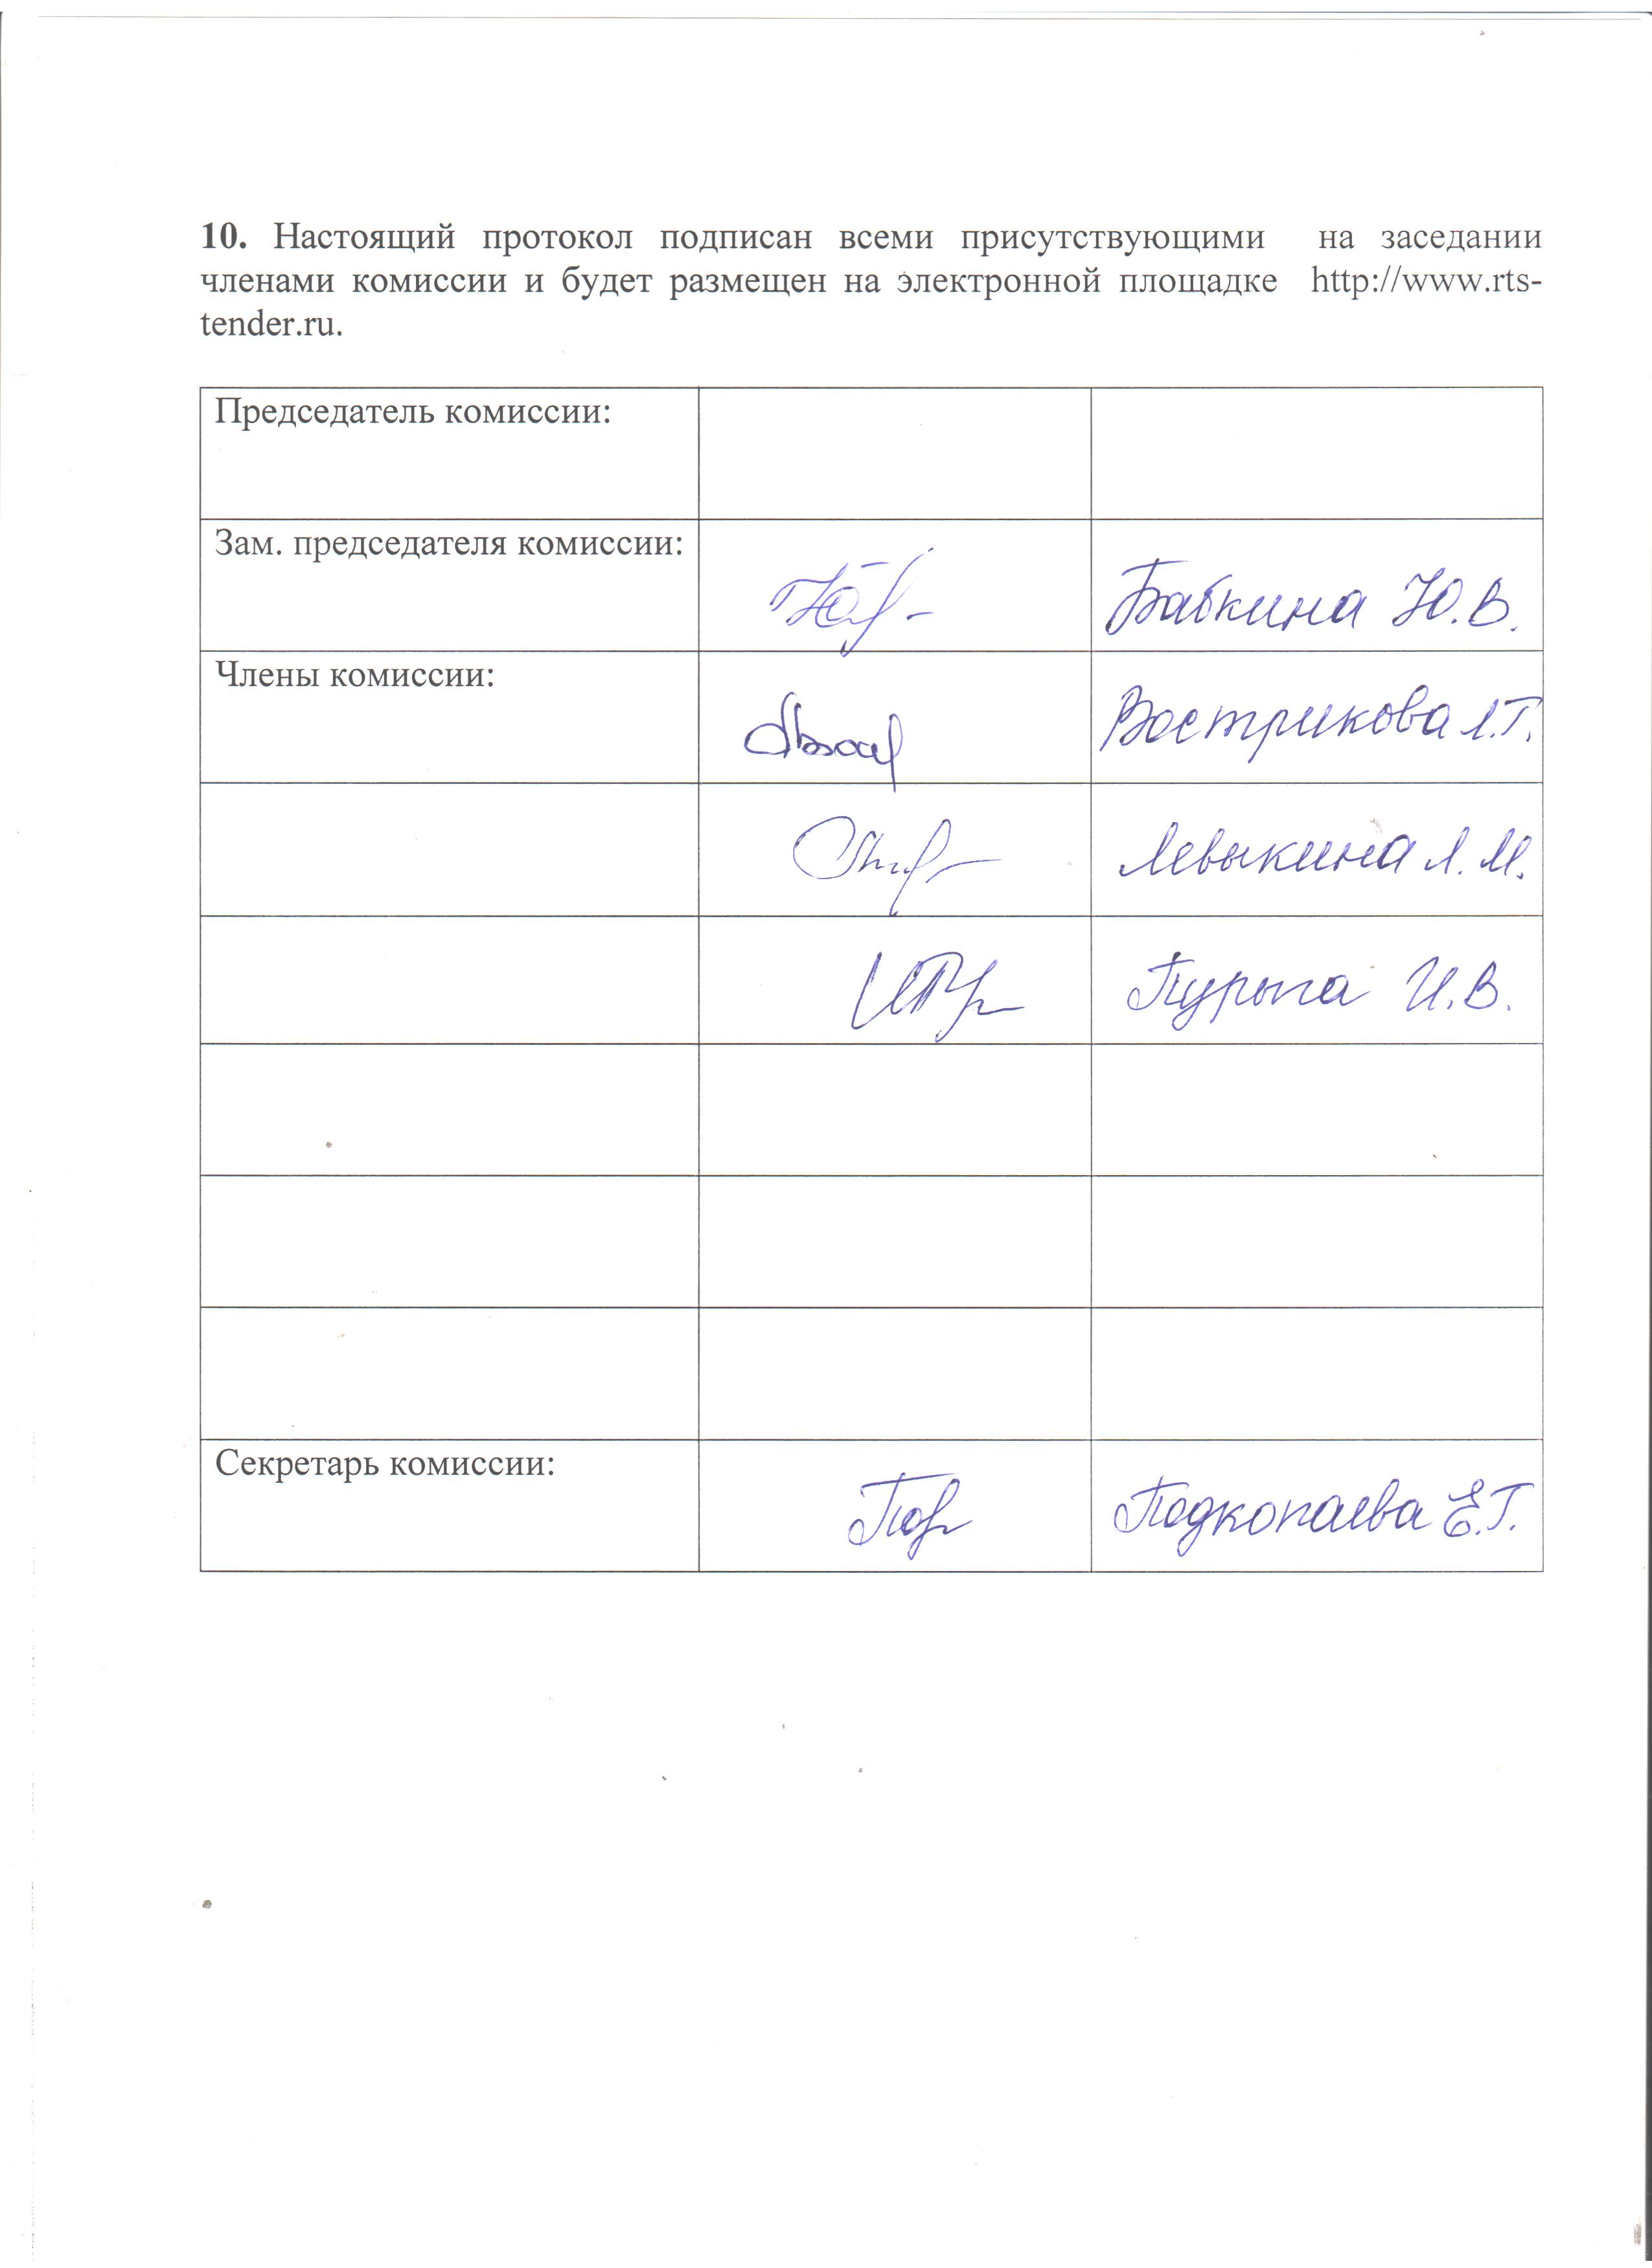 10. Настоящий протокол подписан всеми присутствующими на заседании
членами комиссии и будет размещен на электронной площадке http://www.rts-
tender.ru.
Председатель комиссии:
Зам. председателя комиссии: Бабкина Ю.В.
Члены комиссии: Вострикова Л.Т.
Левыкина Л.М.
Пурыга И.В.
Секретарь комиссии: Подкопаева Е.Г.